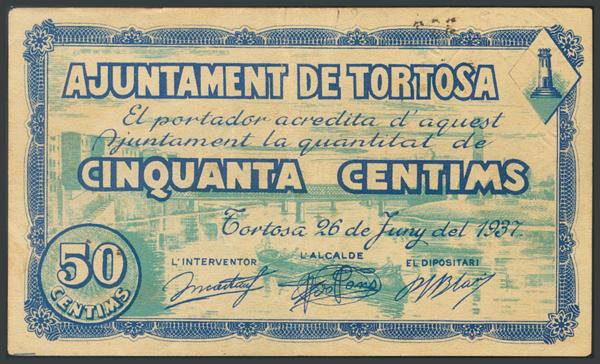 AJUNTAMENT DE TORTOSA
El portador acredita d'aquest
Ajuntament la quantitat de
CINQUANTA CENTIMS
Tortosa 26 de Juny del 1937.
L'INTERVENTOR L'ALCALDE EL DIPOSITARI
50
CENTIMS